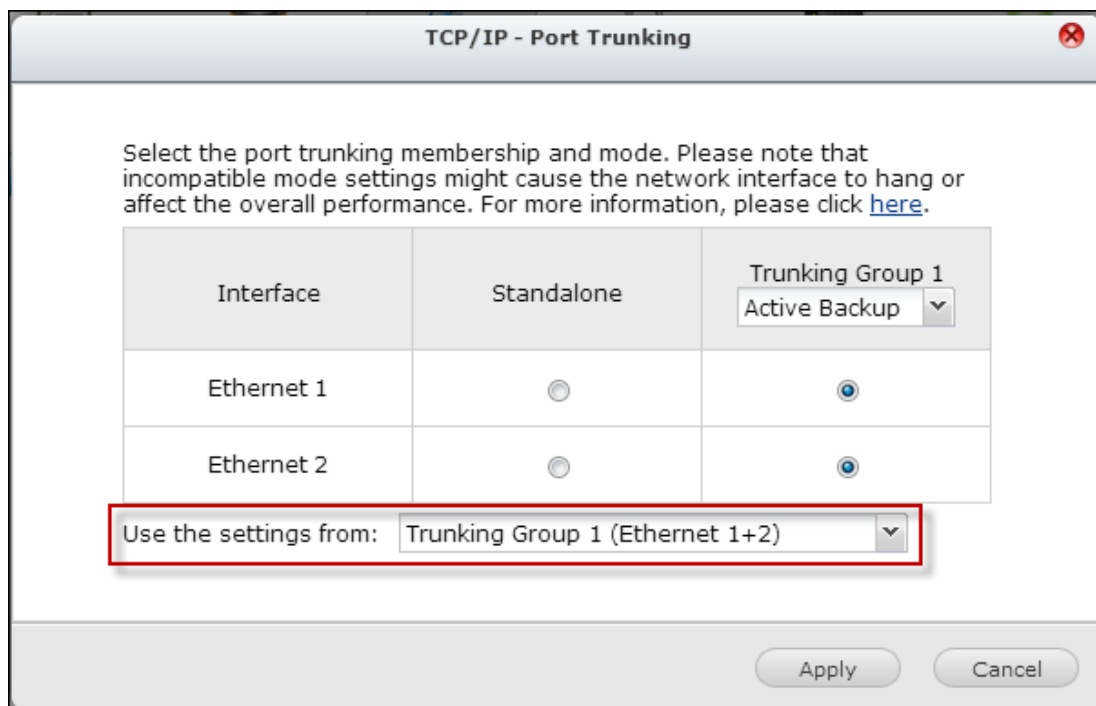 TCP/IP - Port Trunking
Select the port trunking membership and mode. Please note that
incompatible mode settings might cause the network interface to hang or
affect the overall performance. For more information, please click here.
Interface
Standalone
Trunking Group 1
Active Backup
Ethernet 1
Ethernet 2
Use the settings from: Trunking Group 1 (Ethernet 1+2)
Apply Cancel